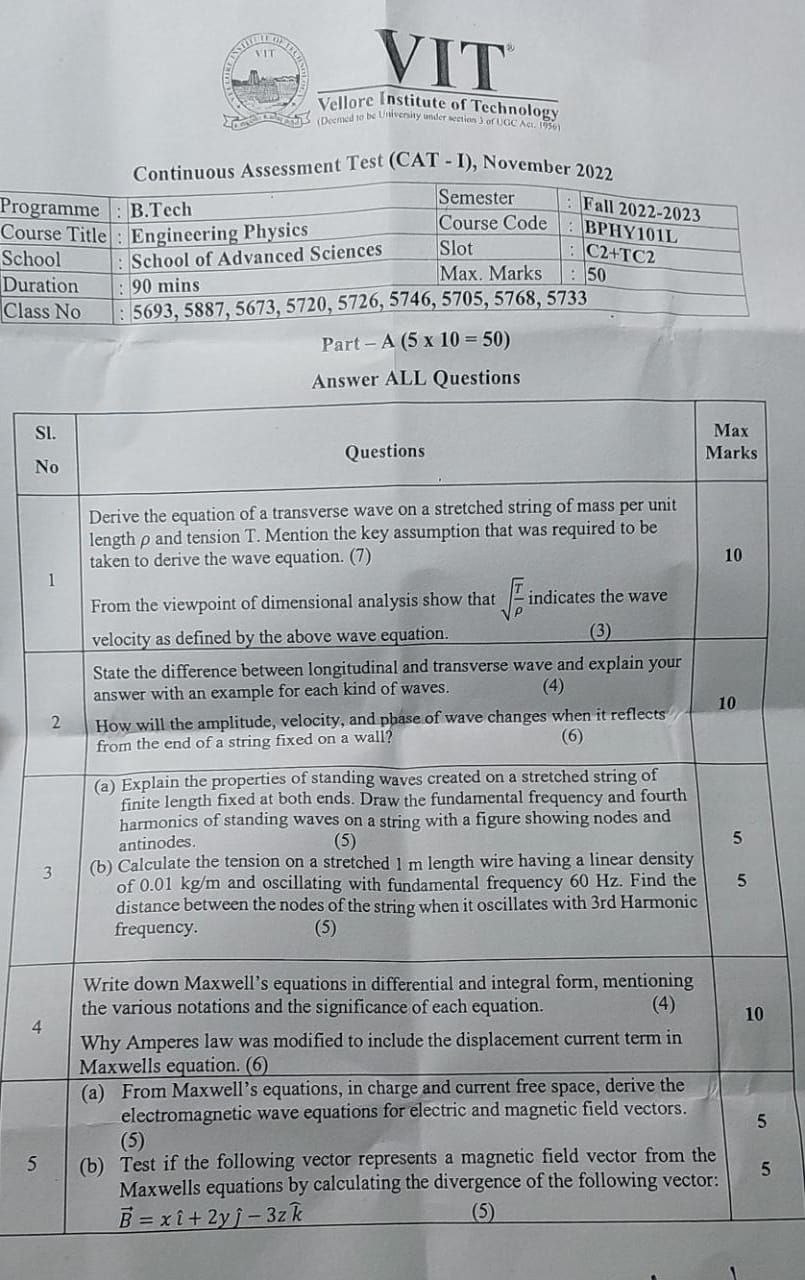 VIT
VIT®
Vellore Institute of Technology
(Deemed to be University under section 3 of UGC Act, 1956)
Continuous Assessment Test (CAT - I), November 2022
Programme : B.Tech Semester : Fall 2022-2023
Course Title : Engineering Physics Course Code : BPHY101L
School : School of Advanced Sciences Slot : C2+TC2
Duration : 90 mins Max. Marks : 50
Class No : 5693, 5887, 5673, 5720, 5726, 5746, 5705, 5768, 5733
Part – A (5 x 10 = 50)
Answer ALL Questions
Sl. No Questions Max Marks
1
Derive the equation of a transverse wave on a stretched string of mass per unit
length ρ and tension T. Mention the key assumption that was required to be
taken to derive the wave equation. (7)
10
From the viewpoint of dimensional analysis show that √(T/ρ) indicates the wave
velocity as defined by the above wave equation. (3)
2
State the difference between longitudinal and transverse wave and explain your
answer with an example for each kind of waves. (4)
10
How will the amplitude, velocity, and phase of wave changes when it reflects
from the end of a string fixed on a wall? (6)
3
(a) Explain the properties of standing waves created on a stretched string of
finite length fixed at both ends. Draw the fundamental frequency and fourth
harmonics of standing waves on a string with a figure showing nodes and
antinodes. (5)
5
(b) Calculate the tension on a stretched 1 m length wire having a linear density
of 0.01 kg/m and oscillating with fundamental frequency 60 Hz. Find the
distance between the nodes of the string when it oscillates with 3rd Harmonic
frequency. (5)
5
4
Write down Maxwell's equations in differential and integral form, mentioning
the various notations and the significance of each equation. (4)
10
Why Amperes law was modified to include the displacement current term in
Maxwells equation. (6)
5
(a) From Maxwell's equations, in charge and current free space, derive the
electromagnetic wave equations for electric and magnetic field vectors.
(5)
5
(b) Test if the following vector represents a magnetic field vector from the
Maxwells equations by calculating the divergence of the following vector:
B⃗ = x î + 2y ĵ – 3z k̂ (5)
5